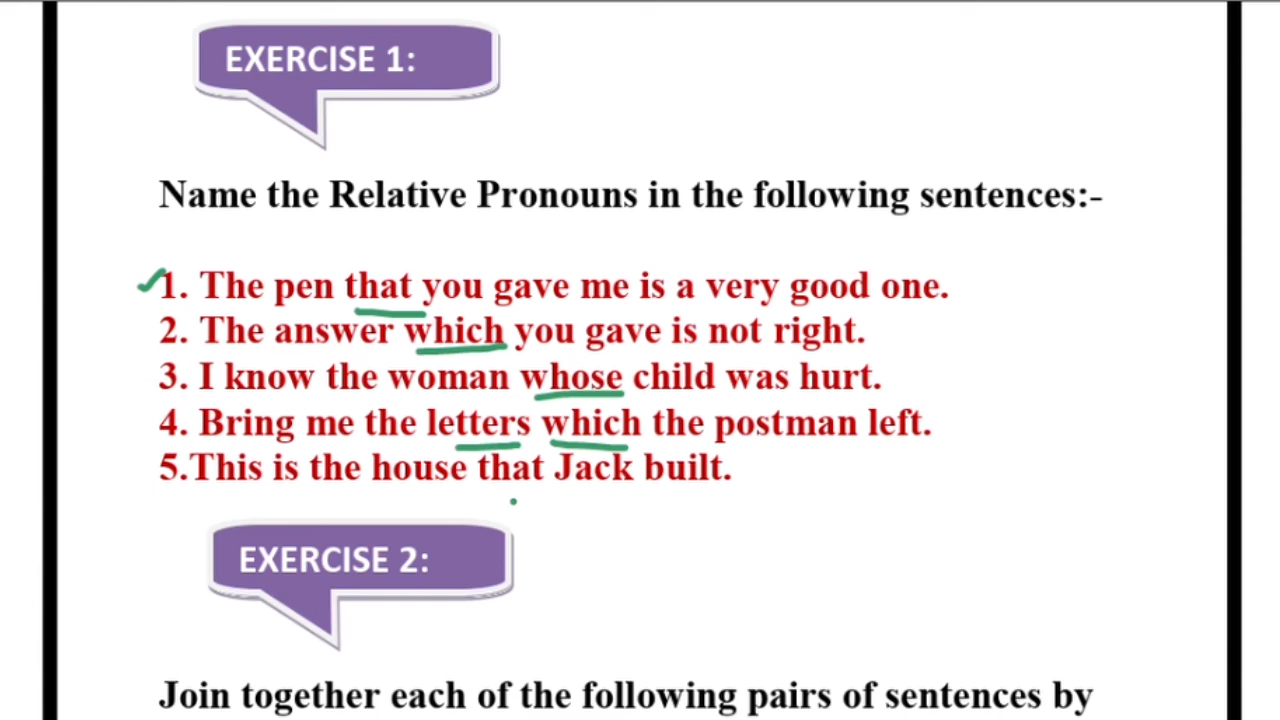 EXERCISE 1:
Name the Relative Pronouns in the following sentences:-
1. The pen that you gave me is a very good one.
2. The answer which you gave is not right.
3. I know the woman whose child was hurt.
4. Bring me the letters which the postman left.
5.This is the house that Jack built.
EXERCISE 2:
Join together each of the following pairs of sentences by